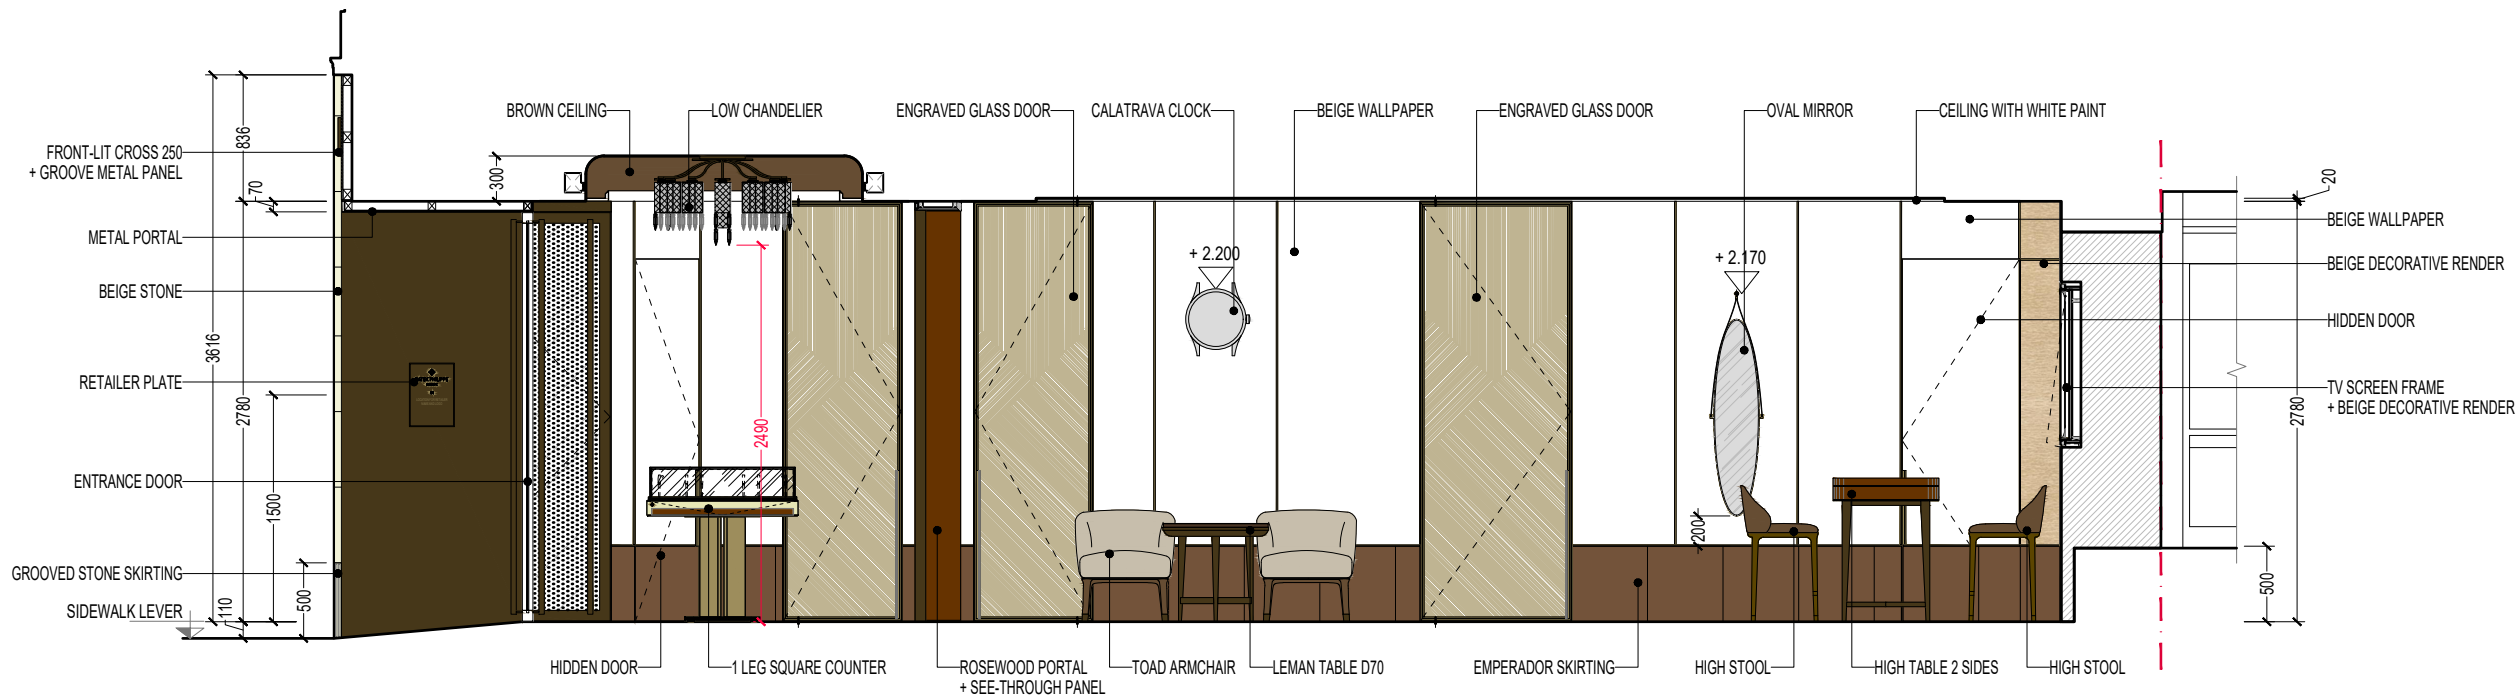 BROWN CEILING
LOW CHANDELIER
ENGRAVED GLASS DOOR
CALATRAVA CLOCK
BEIGE WALLPAPER
ENGRAVED GLASS DOOR
OVAL MIRROR
CEILING WITH WHITE PAINT
FRONT-LIT CROSS 250
+ GROOVE METAL PANEL
METAL PORTAL
BEIGE STONE
RETAILER PLATE
ENTRANCE DOOR
GROOVED STONE SKIRTING
SIDEWALK LEVER
3616
836
70
2780
1500
500
110
300
2490
+ 2.200
+ 2.170
200
20
2780
500
BEIGE WALLPAPER
BEIGE DECORATIVE RENDER
HIDDEN DOOR
TV SCREEN FRAME
+ BEIGE DECORATIVE RENDER
HIDDEN DOOR
1 LEG SQUARE COUNTER
ROSEWOOD PORTAL
+ SEE-THROUGH PANEL
TOAD ARMCHAIR
LEMAN TABLE D70
EMPERADOR SKIRTING
HIGH STOOL
HIGH TABLE 2 SIDES
HIGH STOOL